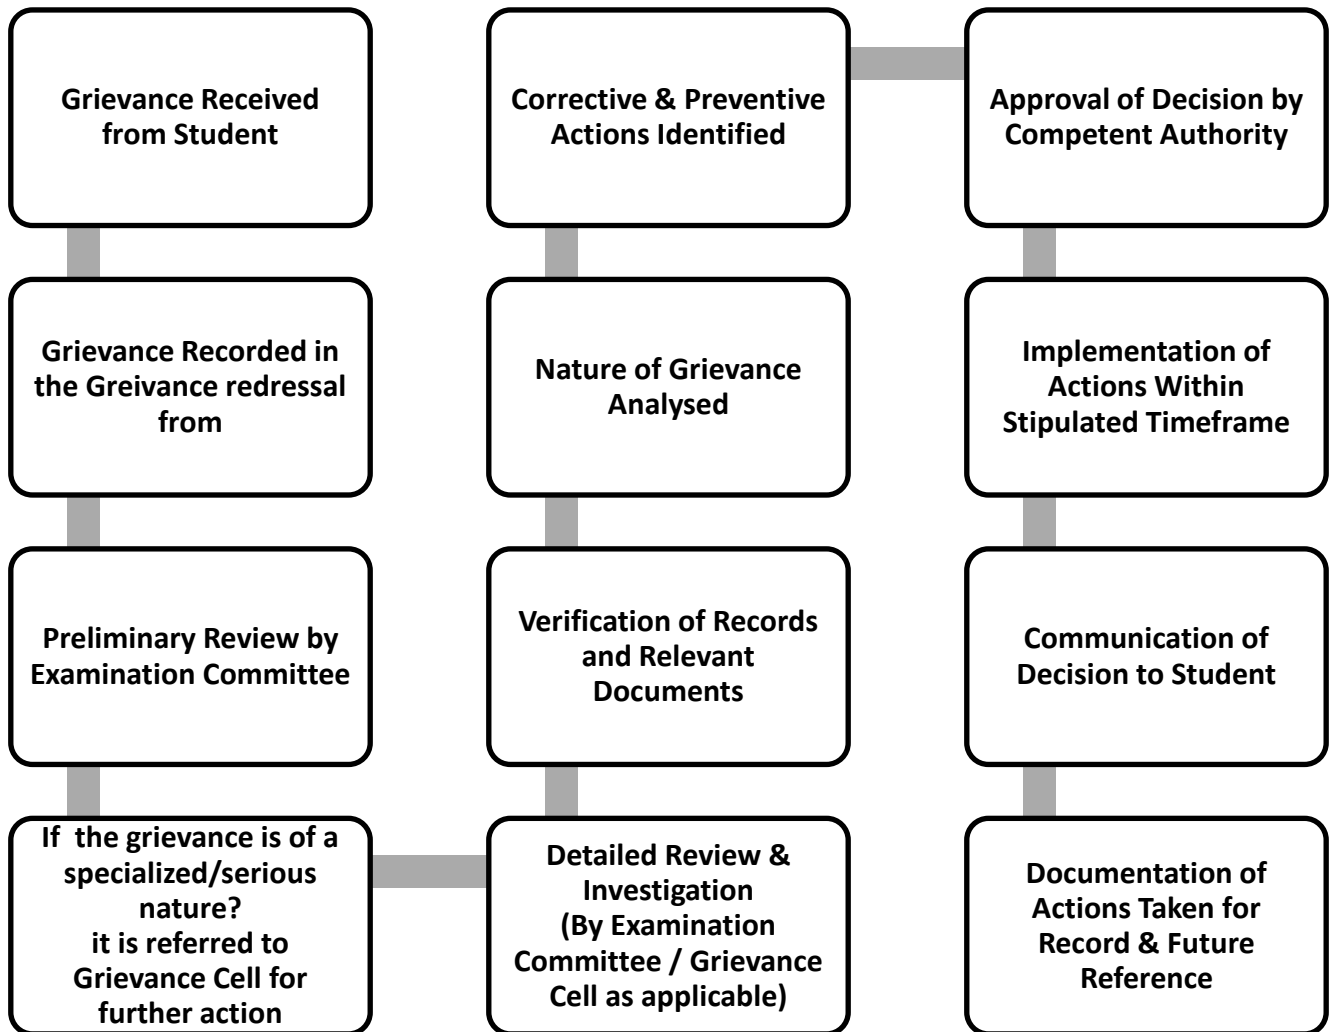 Grievance Received
from Student
Grievance Recorded in
the Greivance redressal
from
Preliminary Review by
Examination Committee
If  the grievance is of a
specialized/serious
nature?
it is referred to
Grievance Cell for
further action
Detailed Review &
Investigation
(By Examination
Committee / Grievance
Cell as applicable)
Verification of Records
and Relevant
Documents
Nature of Grievance
Analysed
Corrective & Preventive
Actions Identified
Approval of Decision by
Competent Authority
Implementation of
Actions Within
Stipulated Timeframe
Communication of
Decision to Student
Documentation of
Actions Taken for
Record & Future
Reference